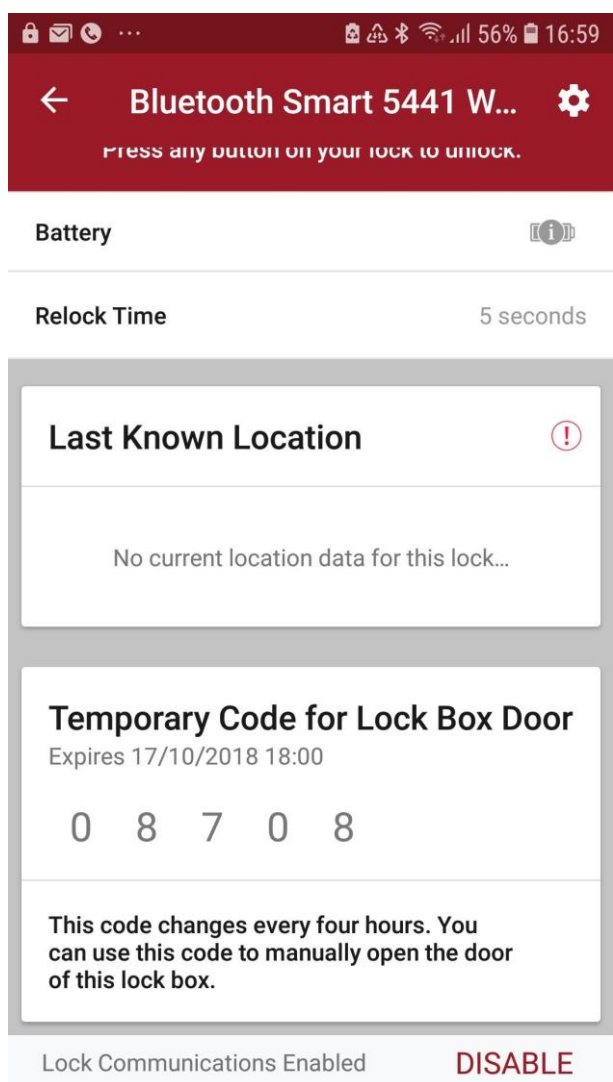 56% 16:59
Bluetooth Smart 5441 W...
Press any button on your lock to unlock.
Battery
Relock Time 5 seconds
Last Known Location
No current location data for this lock...
Temporary Code for Lock Box Door
Expires 17/10/2018 18:00
0 8 7 0 8
This code changes every four hours. You
can use this code to manually open the door
of this lock box.
Lock Communications Enabled DISABLE